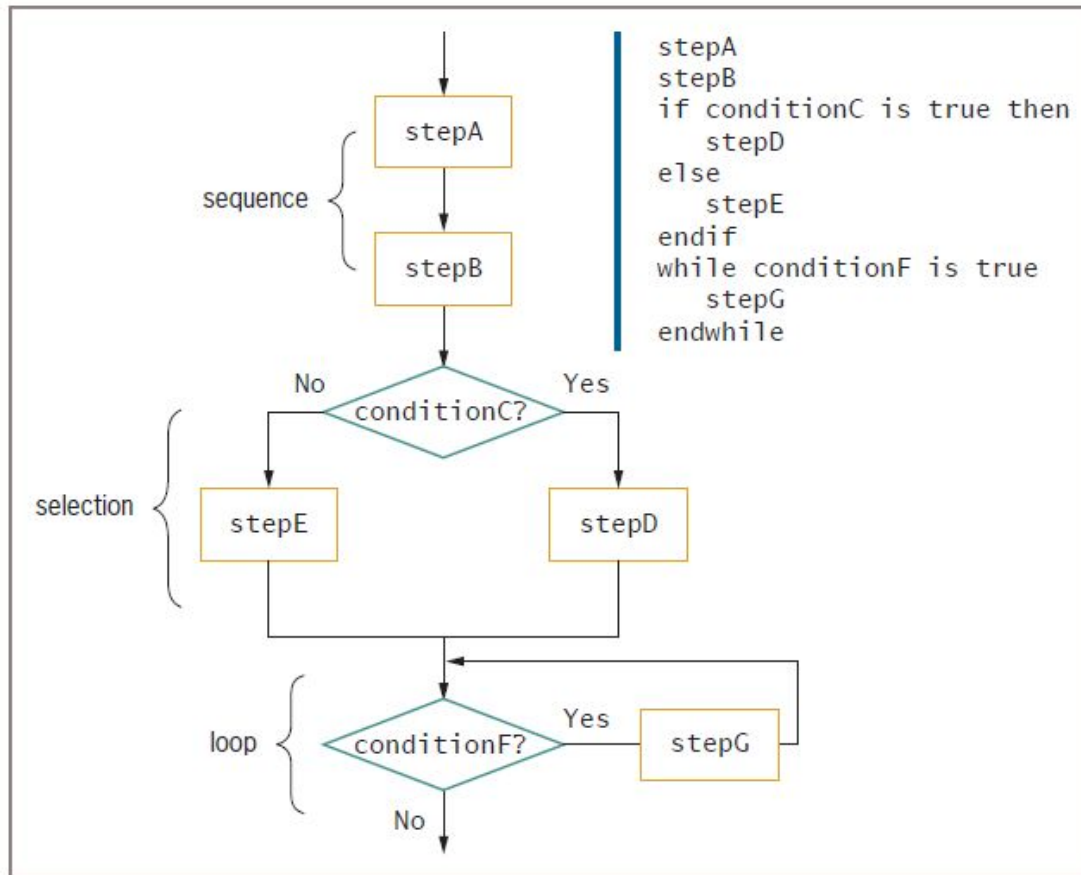 stepA
sequence
stepB
No
Yes
conditionC?
selection
stepE
stepD
loop
conditionF?
Yes
stepG
No
stepA
stepB
if conditionC is true then
   stepD
else
   stepE
endif
while conditionF is true
   stepG
endwhile